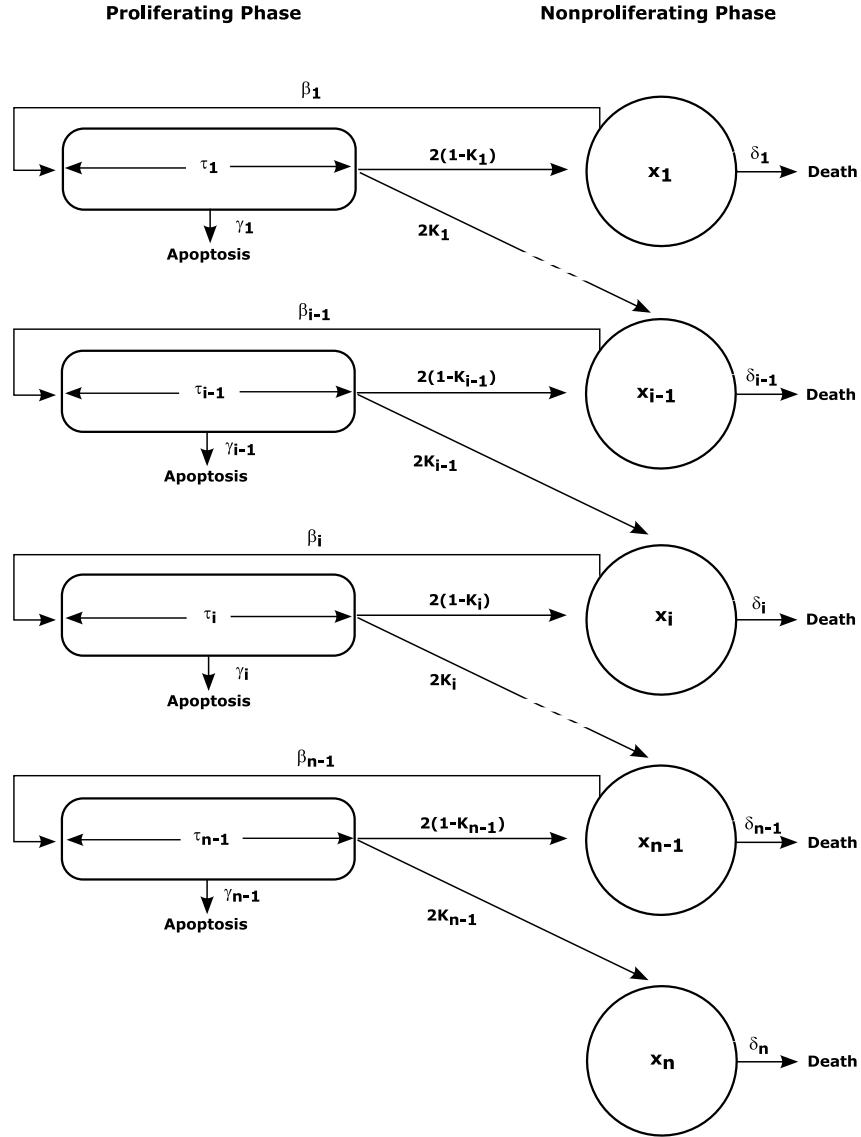 Proliferating Phase
Nonproliferating Phase
β1
τ1
2(1-K1)
x1
δ1
Death
γ1
Apoptosis
2K1
βi-1
τi-1
2(1-Ki-1)
xi-1
δi-1
Death
γi-1
Apoptosis
2Ki-1
βi
τi
2(1-Ki)
xi
δi
Death
γi
Apoptosis
2Ki
βn-1
τn-1
2(1-Kn-1)
xn-1
δn-1
Death
γn-1
Apoptosis
2Kn-1
xn
δn
Death